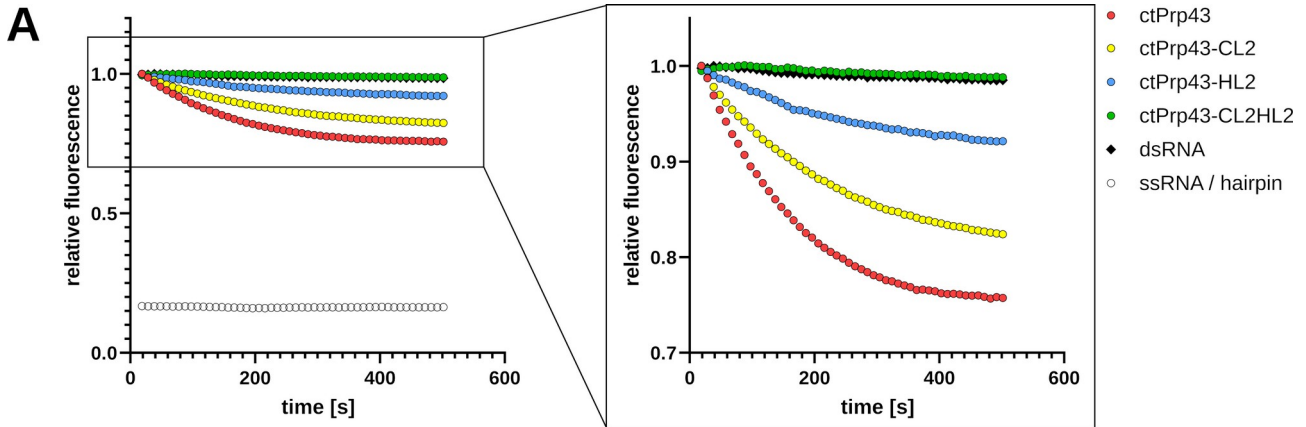 A
relative fluorescence
1.0
0.5
0.0
0 200 400 600
time [s]
relative fluorescence
1.0
0.9
0.8
0.7
0 200 400 600
time [s]
ctPrp43
ctPrp43-CL2
ctPrp43-HL2
ctPrp43-CL2HL2
dsRNA
ssRNA / hairpin